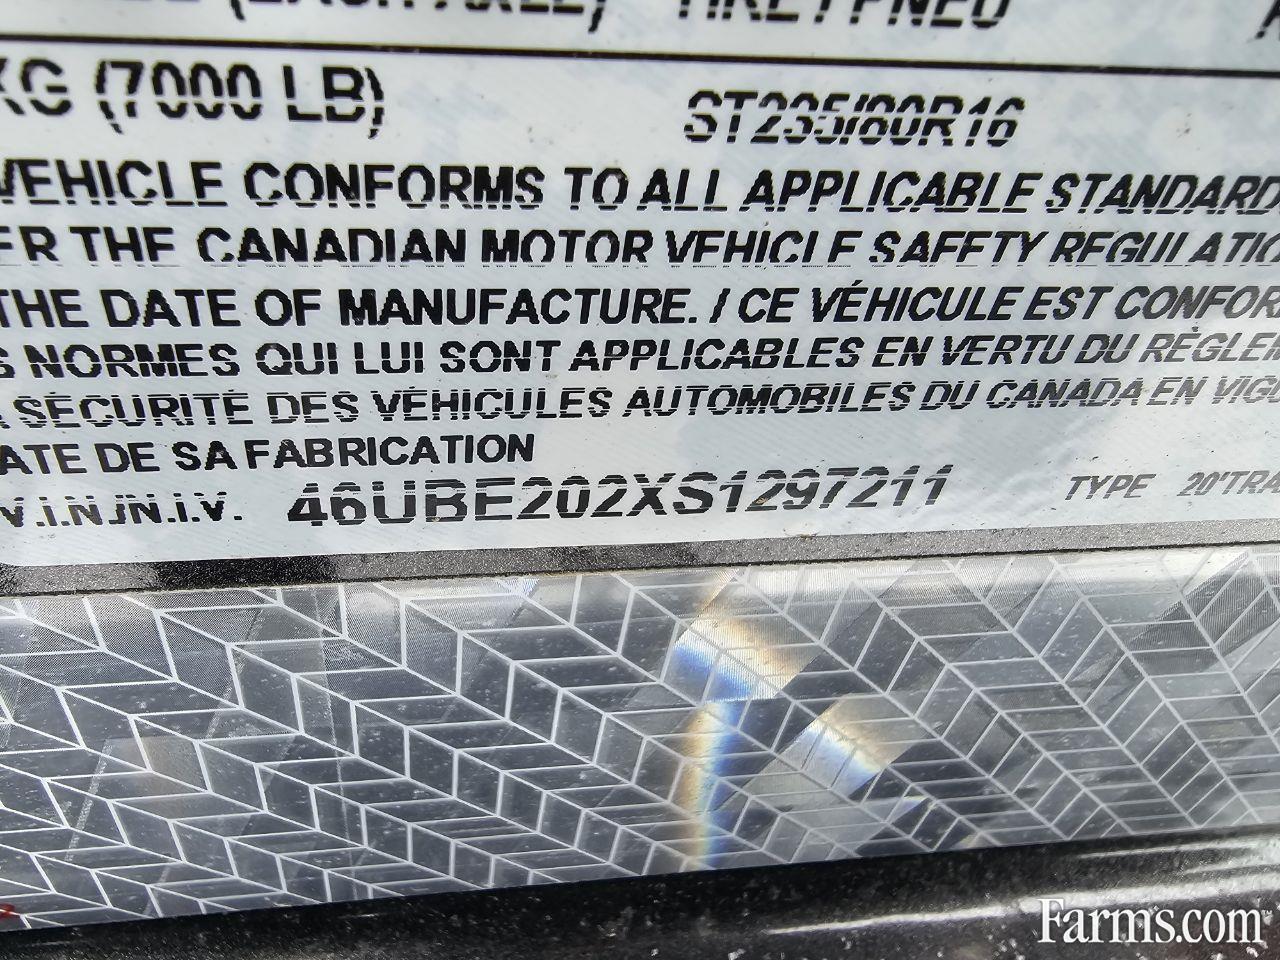 KG (7000 LB) ST235/80R16
VEHICLE CONFORMS TO ALL APPLICABLE STANDARD
ER THE CANADIAN MOTOR VEHICLE SAFETY REGULATIO
THE DATE OF MANUFACTURE. / CE VÉHICULE EST CONFOR
S NORMES QUI LUI SONT APPLICABLES EN VERTU DU RÈGLEM
A SÉCURITÉ DES VÉHICULES AUTOMOBILES DU CANADA EN VIGU
ATE DE SA FABRICATION
V.I.N./N.I.V. 46UBE202XS1297211 TYPE 20'TRA
Farms.com